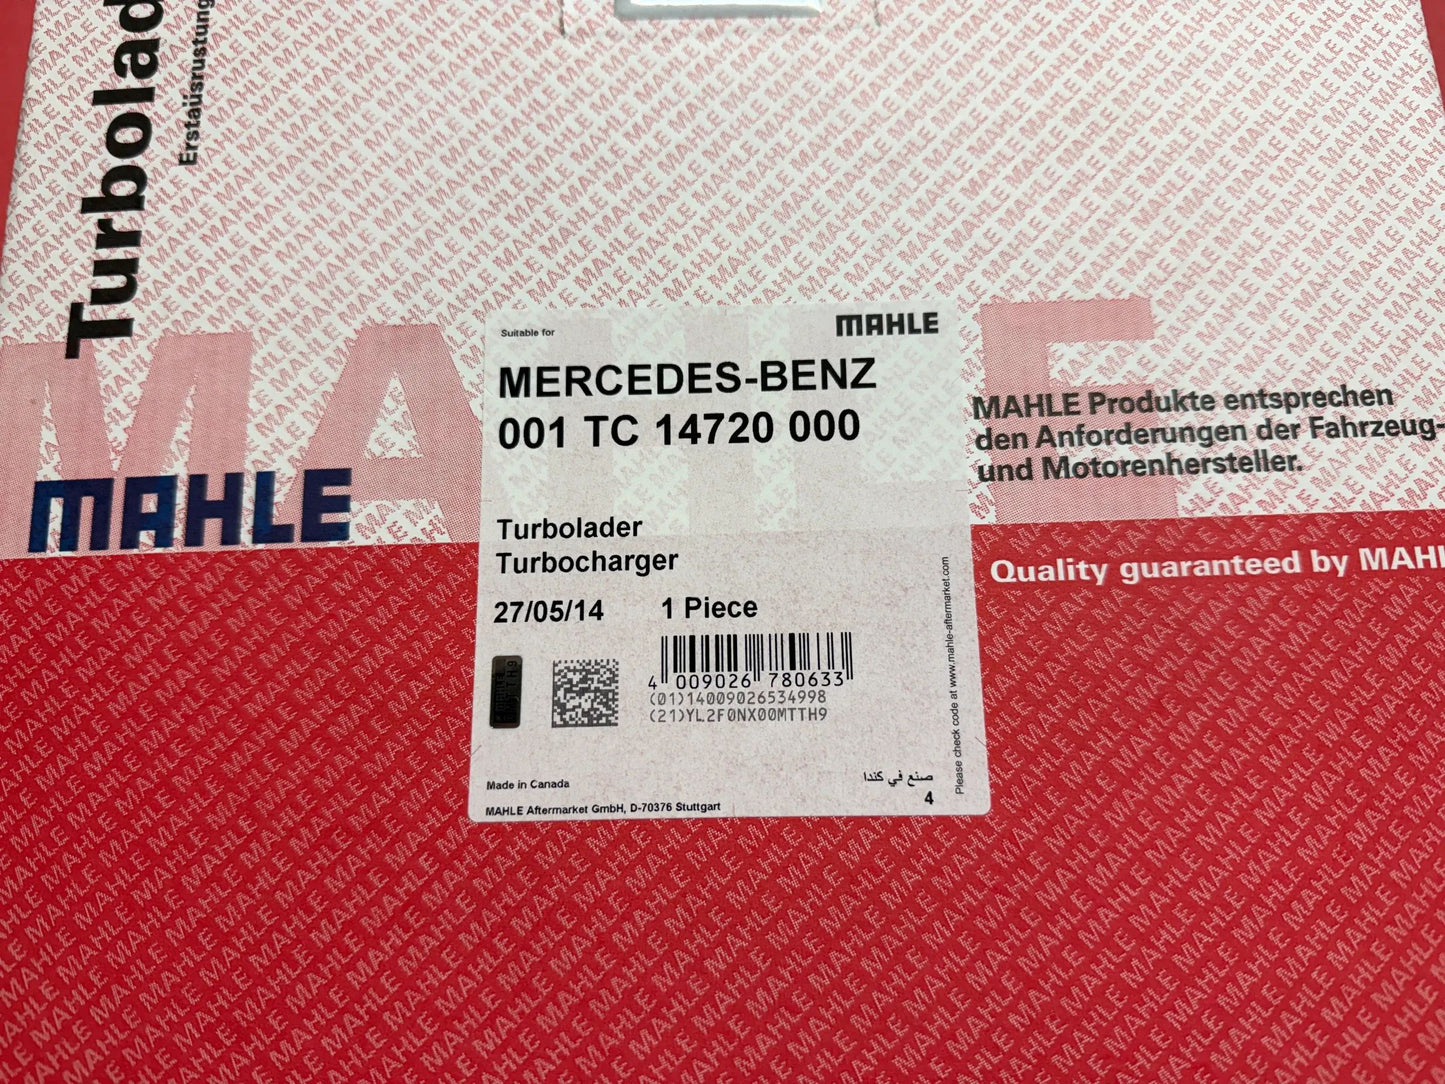 Turbolad
Erstausrüstung
MAHLE
Suitable for
MAHLE
MERCEDES-BENZ
001 TC 14720 000
Turbolader
Turbocharger
27/05/14 1 Piece
4 009026 780633
(01)14009026534998
(21)YL2F0NX00MTTH9
Made in Canada
صنع في كندا
4
MAHLE Aftermarket GmbH, D-70376 Stuttgart
Please check code at www.mahle-aftermarket.com
MAHLE Produkte entsprechen
den Anforderungen der Fahrzeug-
und Motorenhersteller.
Quality guaranteed by MAHL